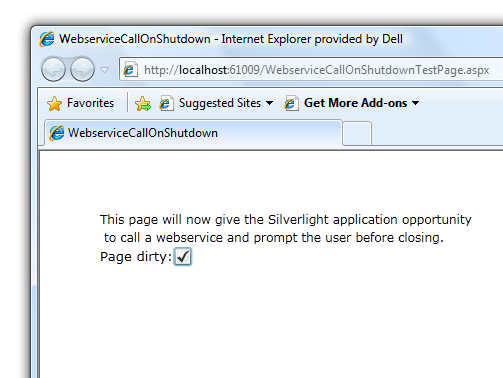 WebserviceCallOnShutdown - Internet Explorer provided by Dell
http://localhost:61009/WebserviceCallOnShutdownTestPage.aspx
Favorites Suggested Sites Get More Add-ons
WebserviceCallOnShutdown
This page will now give the Silverlight application opportunity
to call a webservice and prompt the user before closing.
Page dirty: